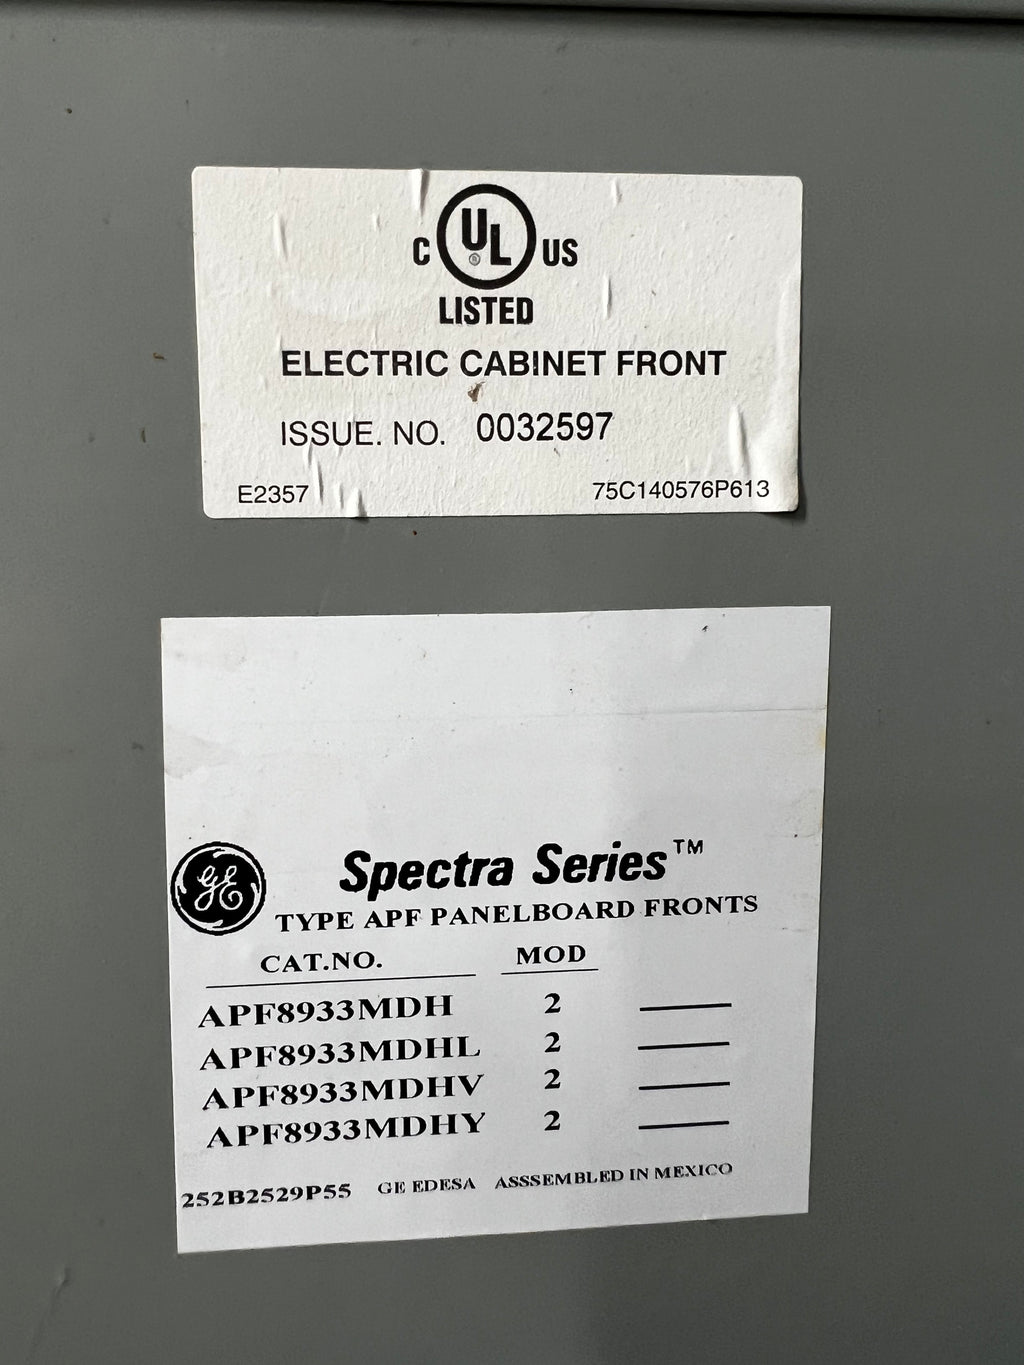 C UL ® US
LISTED
ELECTRIC CABINET FRONT
ISSUE. NO. 0032597
E2357 75C140576P613
GE Spectra Series™
TYPE APF PANELBOARD FRONTS
CAT.NO. MOD
APF8933MDH 2
APF8933MDHL 2
APF8933MDHV 2
APF8933MDHY 2
252B2529P55 GE EDESA ASSSEMBLED IN MEXICO